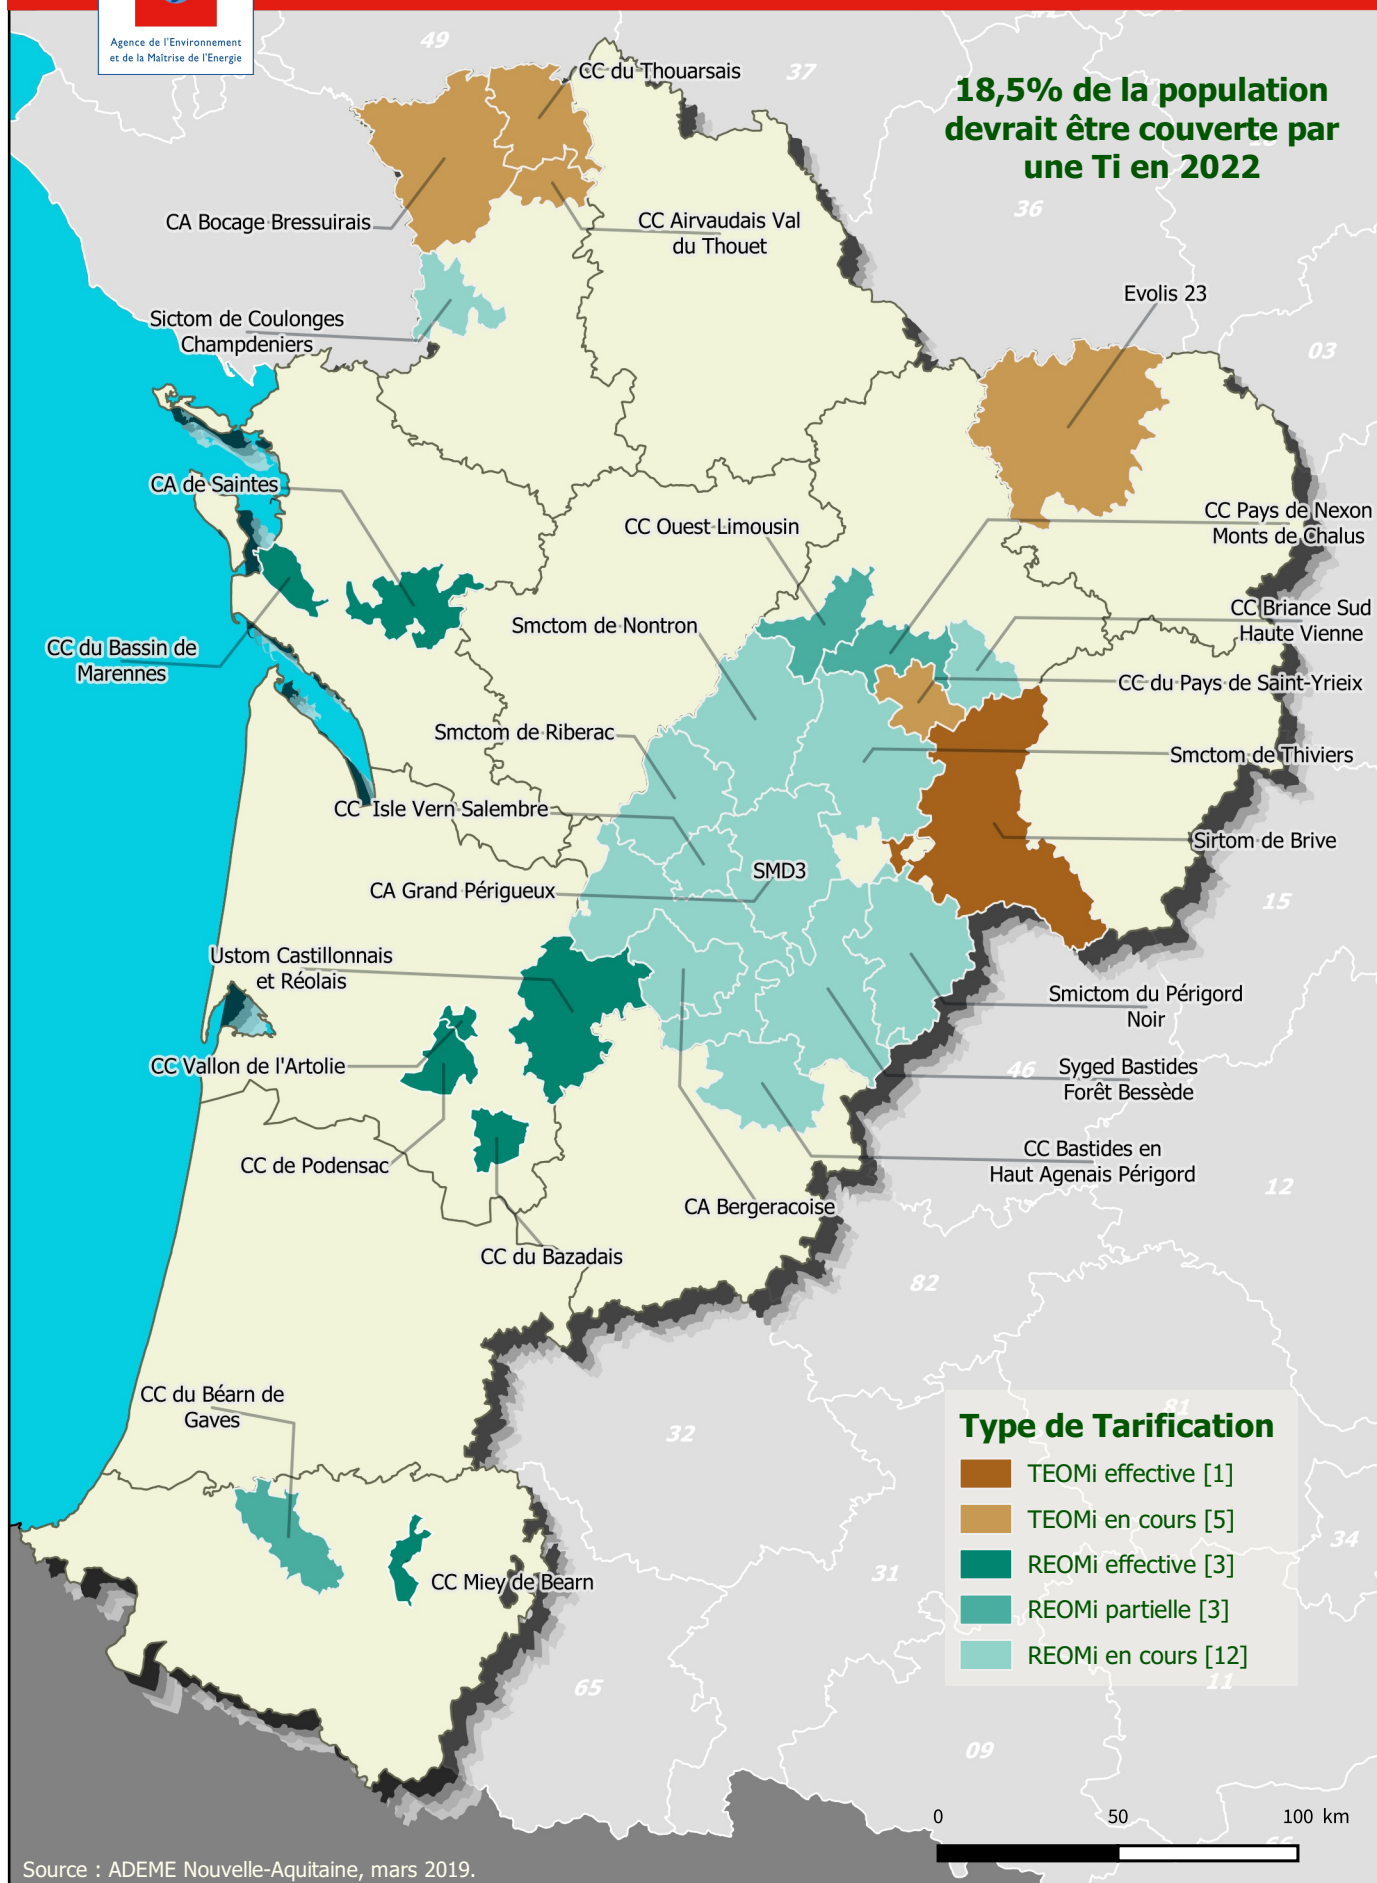 Agence de l'Environnement
et de la Maîtrise de l'Energie
49
37
CC du Thouarsais
18,5% de la population
devrait être couverte par
une Ti en 2022
36
CA Bocage Bressuirais
CC Airvaudais Val
du Thouet
Evolis 23
Sictom de Coulonges
Champdeniers
03
CA de Saintes
CC Ouest Limousin
CC Pays de Nexon
Monts de Chalus
CC Briance Sud
Haute Vienne
Smctom de Nontron
CC du Bassin de
Marennes
CC du Pays de Saint-Yrieix
Smctom de Riberac
Smctom de Thiviers
CC Isle Vern Salembre
Sirtom de Brive
SMD3
CA Grand Périgueux
15
Ustom Castillonnais
et Réolais
Smictom du Périgord
Noir
CC Vallon de l'Artolie
46
Syged Bastides
Forêt Bessède
CC de Podensac
CC Bastides en
Haut Agenais Périgord
12
CA Bergeracoise
CC du Bazadais
82
CC du Béarn de
Gaves
32
81
Type de Tarification
TEOMi effective [1]
TEOMi en cours [5]
REOMi effective [3]
REOMi partielle [3]
REOMi en cours [12]
34
31
CC Miey de Bearn
65
11
09
0
50
100 km
Source : ADEME Nouvelle-Aquitaine, mars 2019.